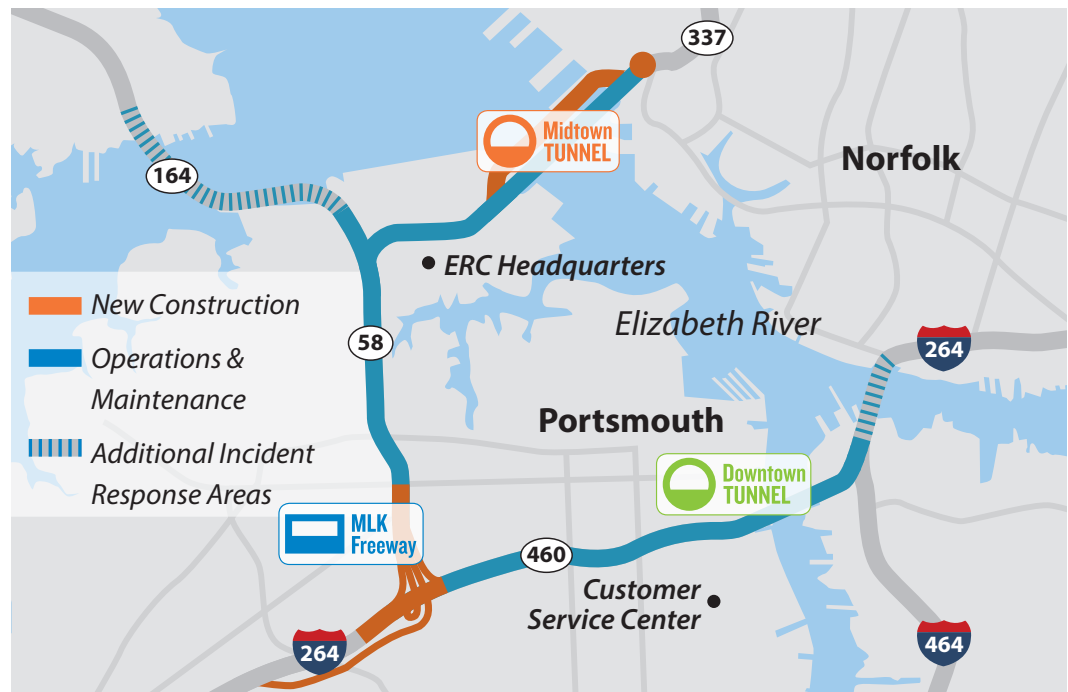 337
Midtown
TUNNEL
Norfolk
164
ERC Headquarters
New Construction
Operations &
Maintenance
Additional Incident
Response Areas
58
Elizabeth River
264
Portsmouth
Downtown
TUNNEL
MLK
Freeway
460
Customer
Service Center
264
464